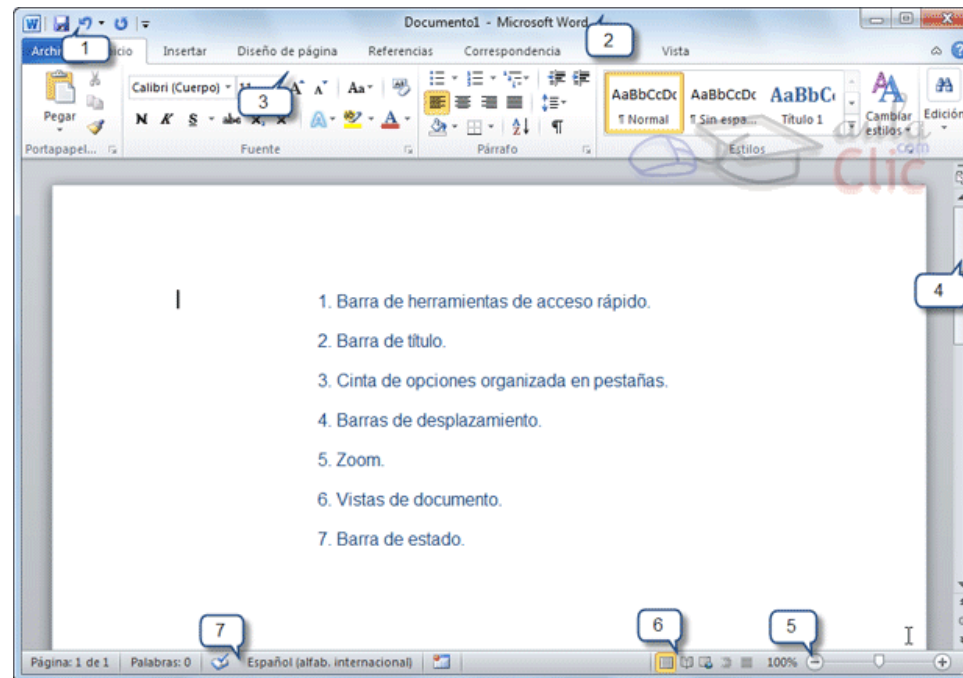 Documento1 - Microsoft Word
2
1
Insertar Diseño de página Referencias Correspondencia Vista
Calibri (Cuerpo)
3
Pegar
N K S abc x, x
Aa
A
AaBbCcDc AaBbCcDc AaBbC
¶ Normal ¶ Sin espa... Título 1
Cambiar estilos
Edición
Portapapel... Fuente Párrafo Estilos
aula
Clic
com
4
1. Barra de herramientas de acceso rápido.
2. Barra de título.
3. Cinta de opciones organizada en pestañas.
4. Barras de desplazamiento.
5. Zoom.
6. Vistas de documento.
7. Barra de estado.
7
6
5
Página: 1 de 1 Palabras: 0 Español (alfab. internacional) 100%